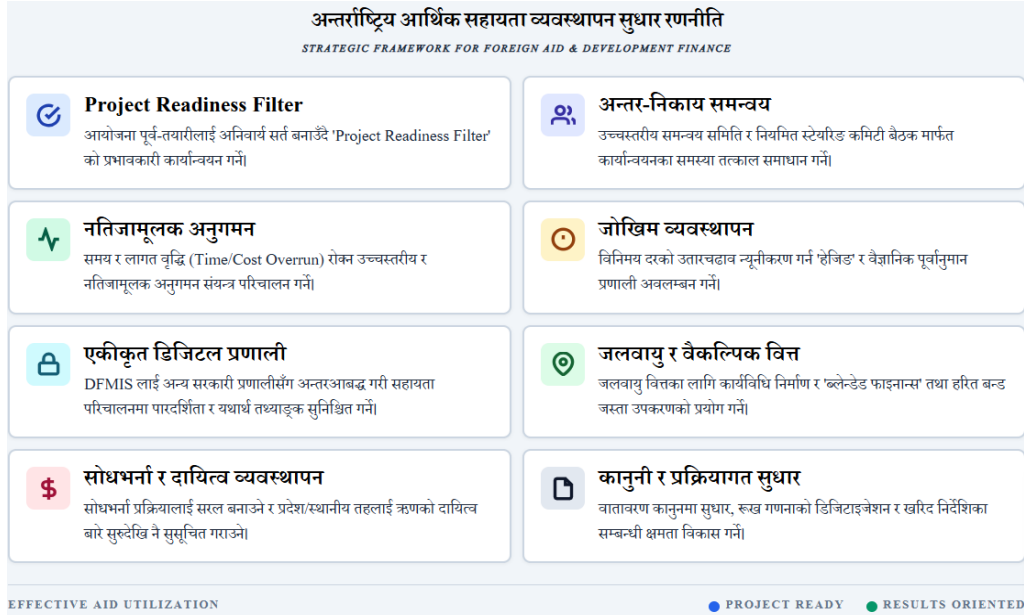 अन्तर्राष्ट्रिय आर्थिक सहायता व्यवस्थापन सुधार रणनीति
STRATEGIC FRAMEWORK FOR FOREIGN AID & DEVELOPMENT FINANCE
Project Readiness Filter
आयोजना पूर्व-तयारीलाई अनिवार्य सर्त बनाउँदै 'Project Readiness Filter'
को प्रभावकारी कार्यान्वयन गर्ने।
अन्तर-निकाय समन्वय
उच्चस्तरीय समन्वय समिति र नियमित स्टेयरिङ कमिटी बैठक मार्फत
कार्यान्वयनका समस्या तत्काल समाधान गर्ने।
नतिजामूलक अनुगमन
समय र लागत वृद्धि (Time/Cost Overrun) रोक्न उच्चस्तरीय र
नतिजामूलक अनुगमन संयन्त्र परिचालन गर्ने।
जोखिम व्यवस्थापन
विनिमय दरको उतारचढाव न्यूनीकरण गर्न 'हेजिङ' र वैज्ञानिक पूर्वानुमान
प्रणाली अवलम्बन गर्ने।
एकीकृत डिजिटल प्रणाली
DFMIS लाई अन्य सरकारी प्रणालीसँग अन्तरआबद्ध गरी सहायता
परिचालनमा पारदर्शिता र यथार्थ तथ्याङ्क सुनिश्चित गर्ने।
जलवायु र वैकल्पिक वित्त
जलवायु वित्तका लागि कार्यविधि निर्माण र 'ब्लेन्डेड फाइनान्स' तथा हरित बन्ड
जस्ता उपकरणको प्रयोग गर्ने।
सोधभर्ना र दायित्व व्यवस्थापन
सोधभर्ना प्रक्रियालाई सरल बनाउने र प्रदेश/स्थानीय तहलाई ऋणको दायित्व
बारे सुरुदेखि नै सुसूचित गराउने।
कानुनी र प्रक्रियागत सुधार
वातावरण कानुनमा सुधार, रूख गणनाको डिजिटाइजेशन र खरिद निर्देशिका
सम्बन्धी क्षमता विकास गर्ने।
EFFECTIVE AID UTILIZATION
PROJECT READY
RESULTS ORIENTED